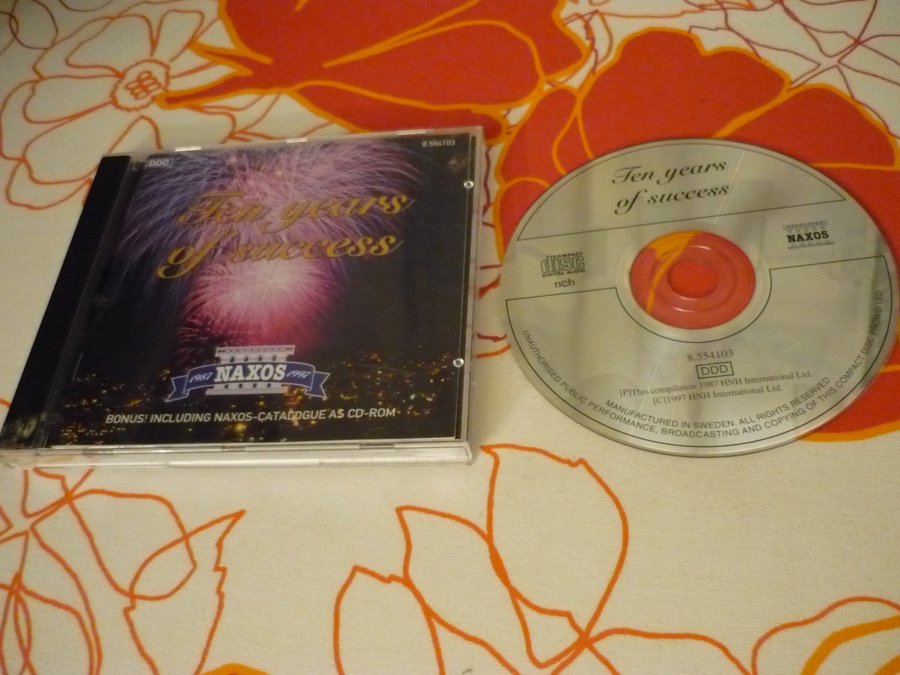 DDD
8.554103
Ten years
of success
1987 NAXOS 1997
BONUS! INCLUDING NAXOS-CATALOGUE AS CD-ROM
Ten years
of success
COMPACT
disc
DIGITAL AUDIO
ncb
NAXOS
8.554103
DDD
[P]This compilation 1987 HNH International Ltd.
[C]1997 HNH International Ltd.
MANUFACTURED IN SWEDEN. ALL RIGHTS RESERVED
UNAUTHORISED PUBLIC PERFORMANCE, BROADCASTING AND COPYING OF THIS COMPACT DISC PROHIBITED